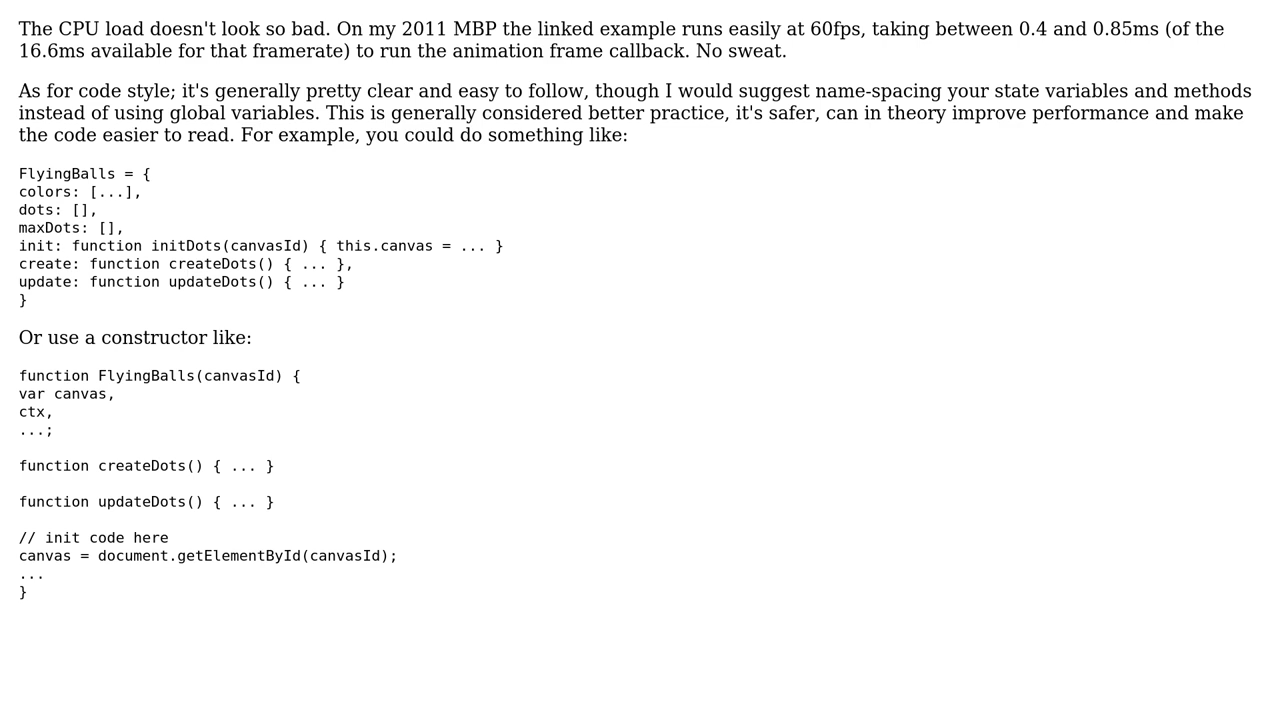 The CPU load doesn't look so bad. On my 2011 MBP the linked example runs easily at 60fps, taking between 0.4 and 0.85ms (of the
16.6ms available for that framerate) to run the animation frame callback. No sweat.
As for code style; it's generally pretty clear and easy to follow, though I would suggest name-spacing your state variables and methods
instead of using global variables. This is generally considered better practice, it's safer, can in theory improve performance and make
the code easier to read. For example, you could do something like:
FlyingBalls = {
colors: [...],
dots: [],
maxDots: [],
init: function initDots(canvasId) { this.canvas = ... }
create: function createDots() { ... },
update: function updateDots() { ... }
}
Or use a constructor like:
function FlyingBalls(canvasId) {
var canvas,
ctx,
...;
function createDots() { ... }
function updateDots() { ... }
// init code here
canvas = document.getElementById(canvasId);
...
}